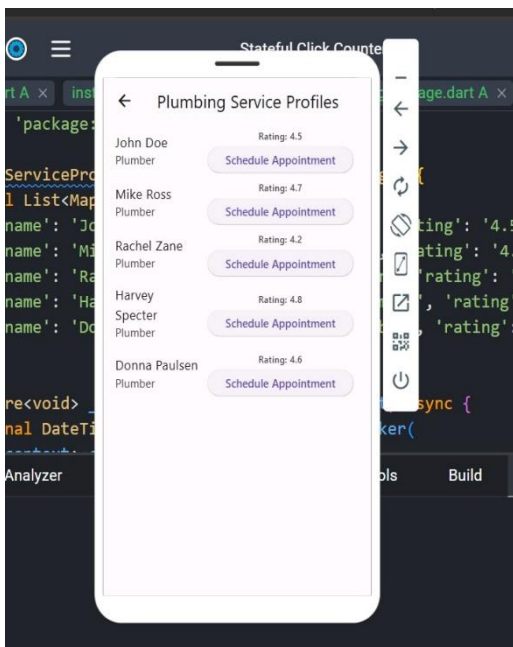 Stateful Click Counte
rt A ×
inst
age.dart A ×
'package:
Plumbing Service Profiles
ServicePro
{
l List<Map
name': 'Jo
ting': '4.5
name': 'Mi
ating': '4.
name': 'Ra
'rating': '
name': 'Ha
', 'rating'
name': 'Do
, 'rating':
John Doe
Plumber
Rating: 4.5
Schedule Appointment
Mike Ross
Plumber
Rating: 4.7
Schedule Appointment
Rachel Zane
Plumber
Rating: 4.2
Schedule Appointment
Harvey
Specter
Plumber
Rating: 4.8
Schedule Appointment
Donna Paulsen
Plumber
Rating: 4.6
Schedule Appointment
re<void> _
sync {
nal DateTi
ker(
Analyzer
ols
Build